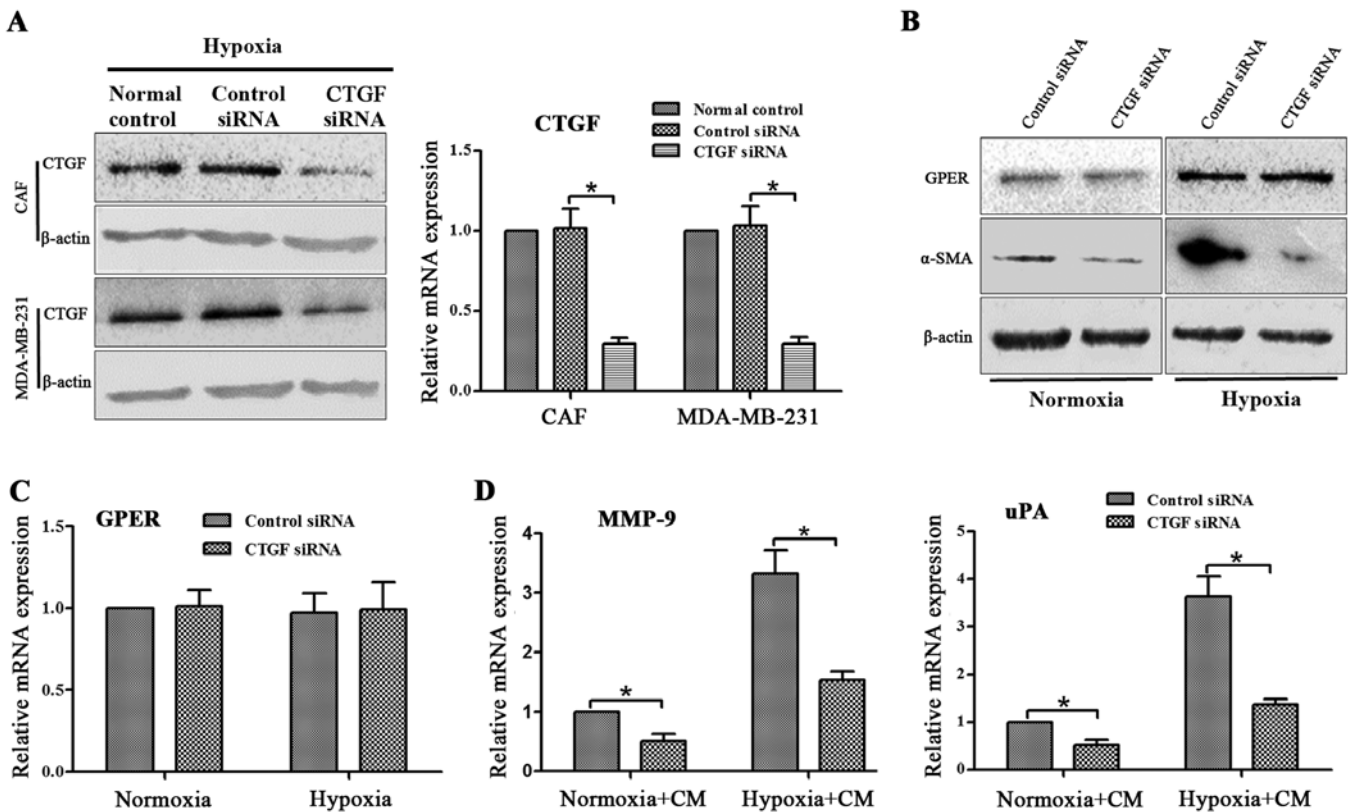 A
Hypoxia
Normal control
Control siRNA
CTGF siRNA
CAF
CTGF
β-actin
MDA-MB-231
CTGF
β-actin
CTGF
Normal control
Control siRNA
CTGF siRNA
Relative mRNA expression
1.5
1.0
0.5
0.0
*
*
CAF
MDA-MB-231
B
Control siRNA
CTGF siRNA
Control siRNA
CTGF siRNA
GPER
α-SMA
β-actin
Normoxia
Hypoxia
C
GPER
Control siRNA
CTGF siRNA
Relative mRNA expression
1.5
1.0
0.5
0.0
Normoxia
Hypoxia
D
MMP-9
Relative mRNA expression
4
3
2
1
0
*
*
Normoxia+CM
Hypoxia+CM
uPA
Control siRNA
CTGF siRNA
Relative mRNA expression
5
4
3
2
1
0
*
*
Normoxia+CM
Hypoxia+CM